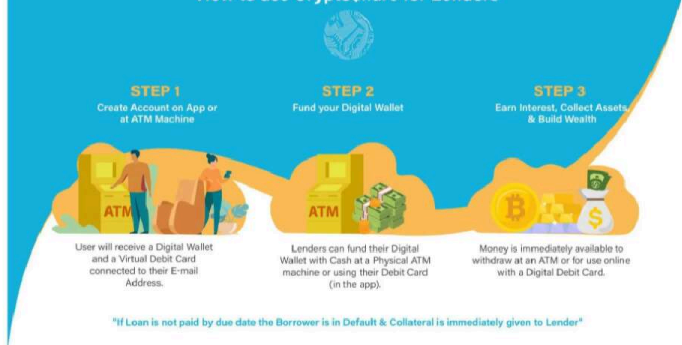 for Lenders
STEP 1
Create Account on App or
at ATM Machine
STEP 2
Fund your Digital Wallet
STEP 3
Earn Interest, Collect Assets,
& Build Wealth
ATM
ATM
User will receive a Digital Wallet
and a Virtual Debit Card
connected to their E-mail
Address.
Lenders can fund their Digital
Wallet with Cash at a Physical ATM
machine or using their Debit Card
(in the app).
Money is immediately available to
withdraw at an ATM or for use online
with a Digital Debit Card.
"If Loan is not paid by due date the Borrower is in Default & Collateral is immediately given to Lender"